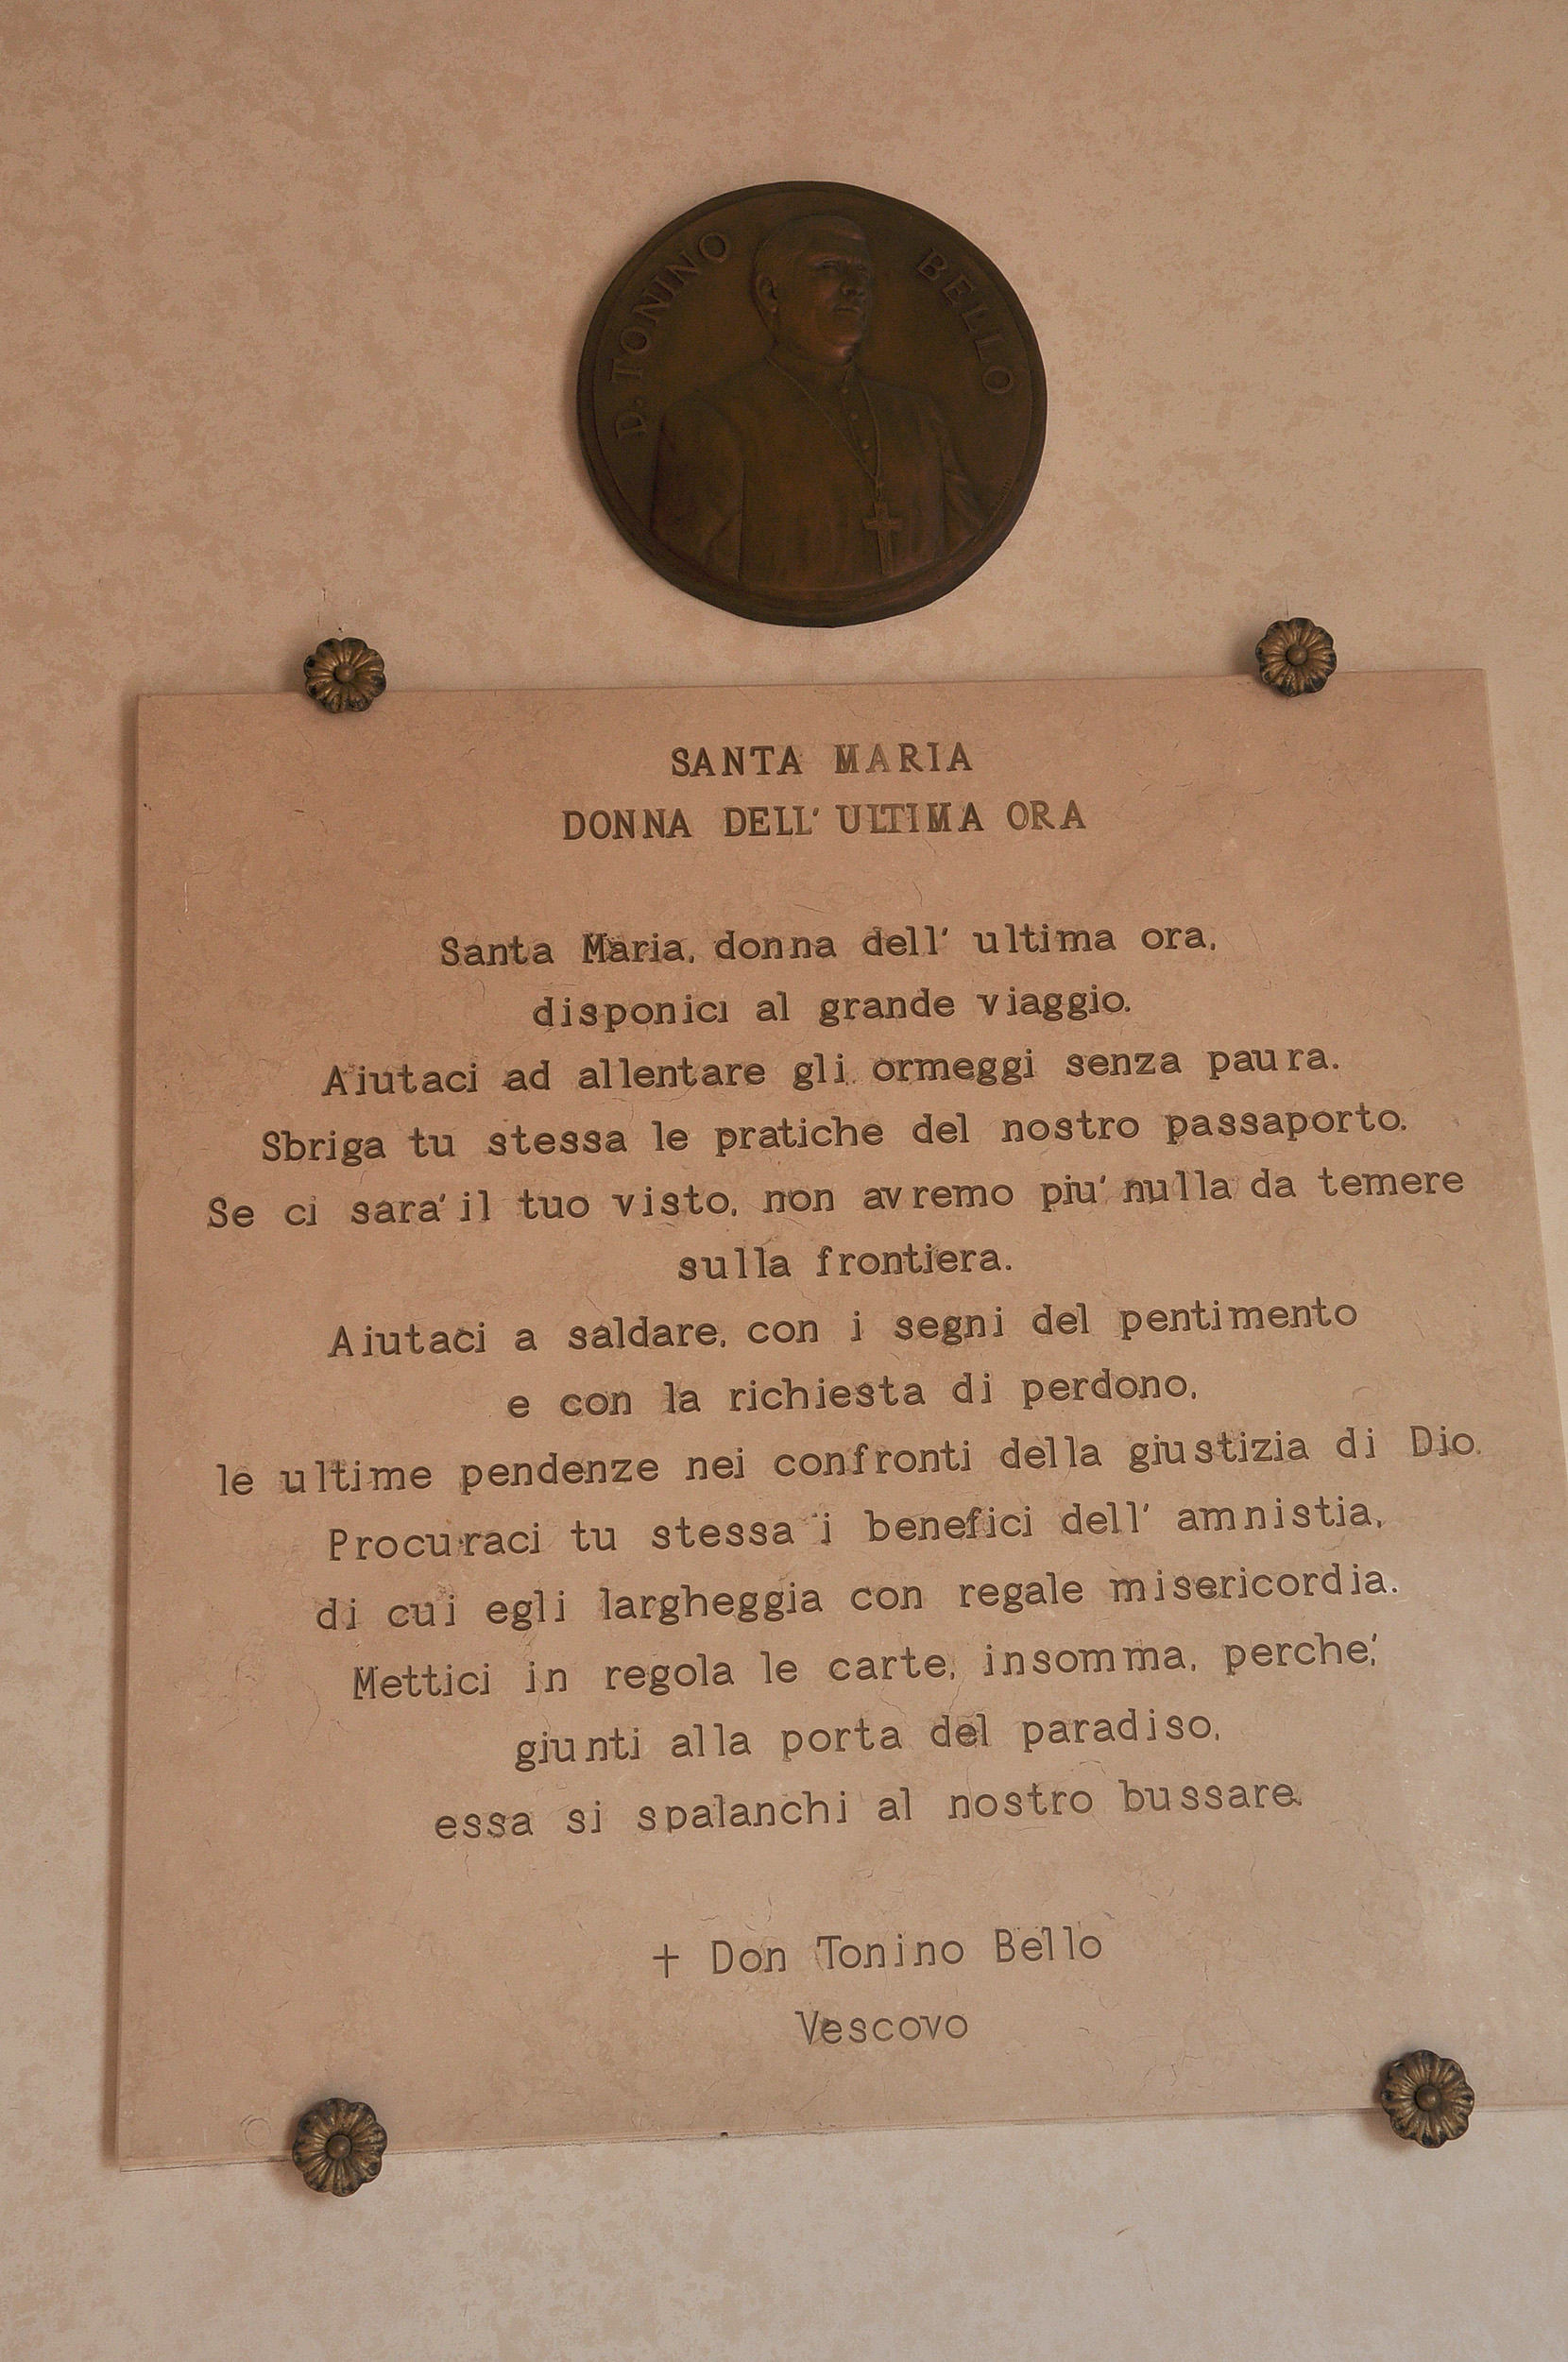 D. TONINO BELLO
SANTA MARIA
DONNA DELL' ULTIMA ORA
Santa Maria, donna dell' ultima ora,
disponici al grande viaggio.
Aiutaci ad allentare gli ormeggi senza paura.
Sbriga tu stessa le pratiche del nostro passaporto.
Se ci sara' il tuo visto, non avremo piu' nulla da temere
sulla frontiera.
Aiutaci a saldare, con i segni del pentimento
e con la richiesta di perdono,
le ultime pendenze nei confronti della giustizia di Dio.
Procuraci tu stessa i benefici dell' amnistia,
di cui egli largheggia con regale misericordia.
Mettici in regola le carte, insomma, perche',
giunti alla porta del paradiso,
essa si spalanchi al nostro bussare.
+ Don Tonino Bello
Vescovo